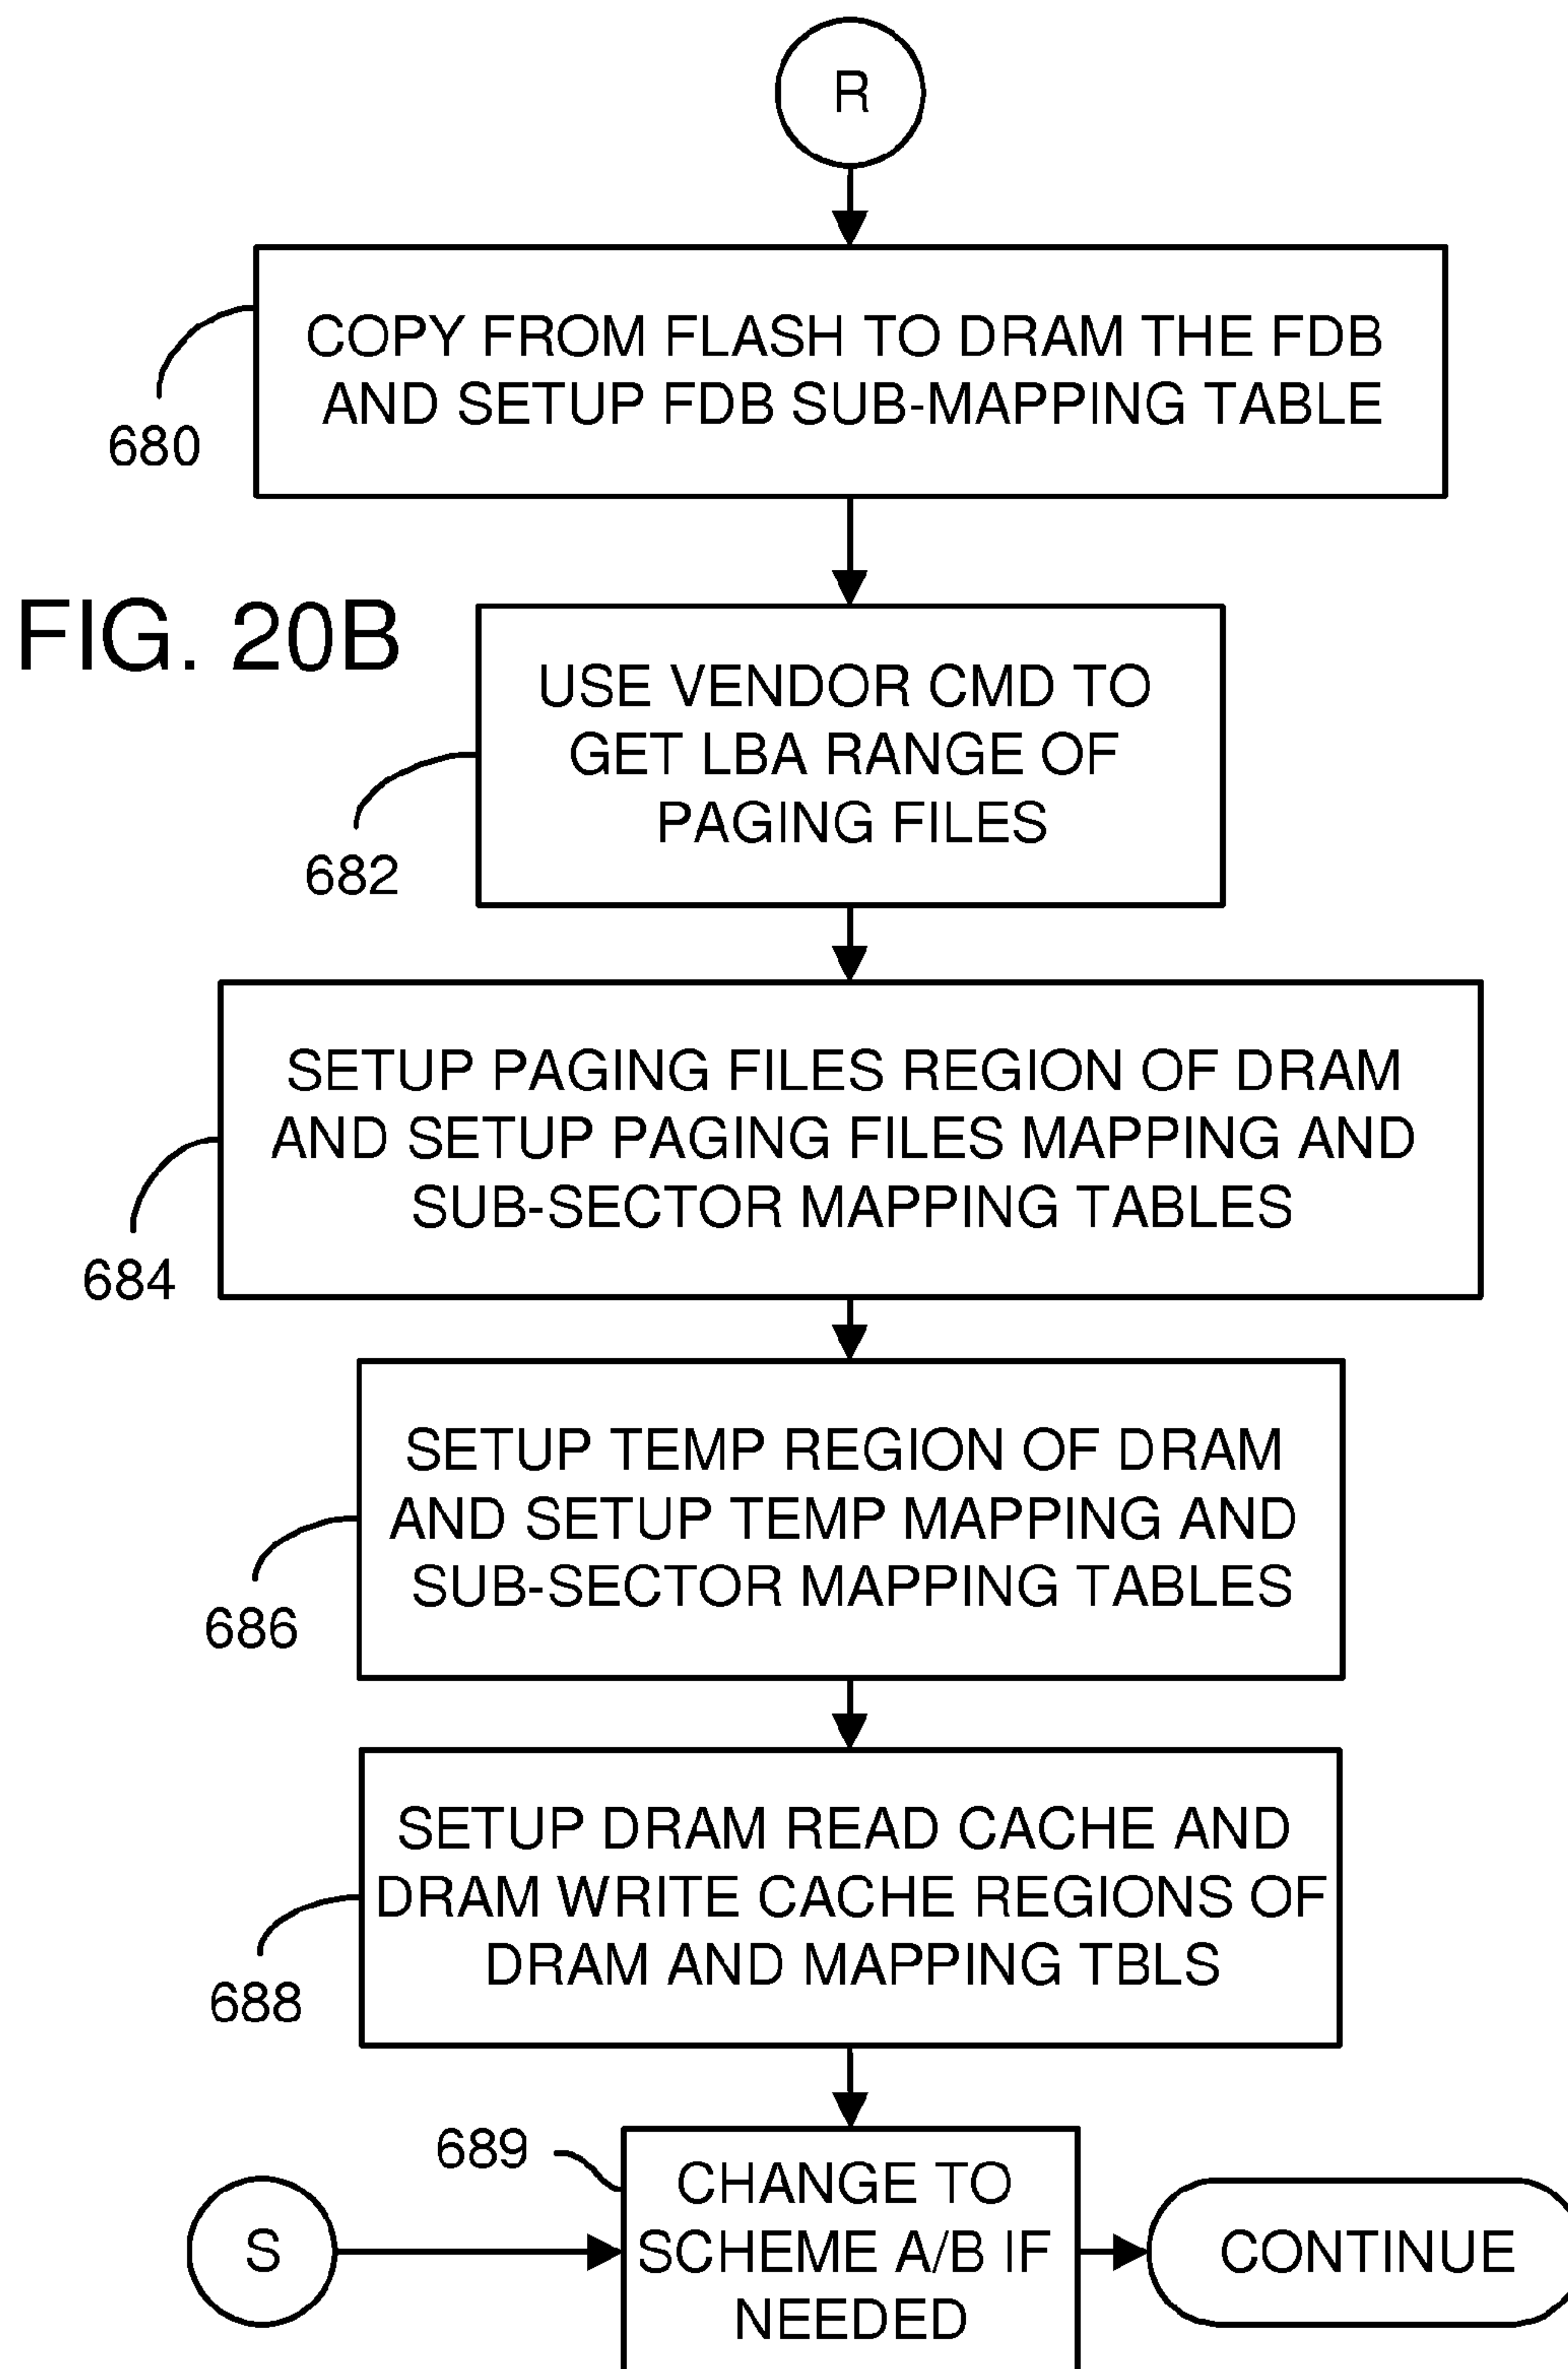 R
COPY FROM FLASH TO DRAM THE FDB
AND SETUP FDB SUB-MAPPING TABLE
680
FIG. 20B
USE VENDOR CMD TO
GET LBA RANGE OF
PAGING FILES
682
SETUP PAGING FILES REGION OF DRAM
AND SETUP PAGING FILES MAPPING AND
SUB-SECTOR MAPPING TABLES
684
SETUP TEMP REGION OF DRAM
AND SETUP TEMP MAPPING AND
SUB-SECTOR MAPPING TABLES
686
SETUP DRAM READ CACHE AND
DRAM WRITE CACHE REGIONS OF
DRAM AND MAPPING TBLS
688
689
CHANGE TO
SCHEME A/B IF
NEEDED
S
CONTINUE